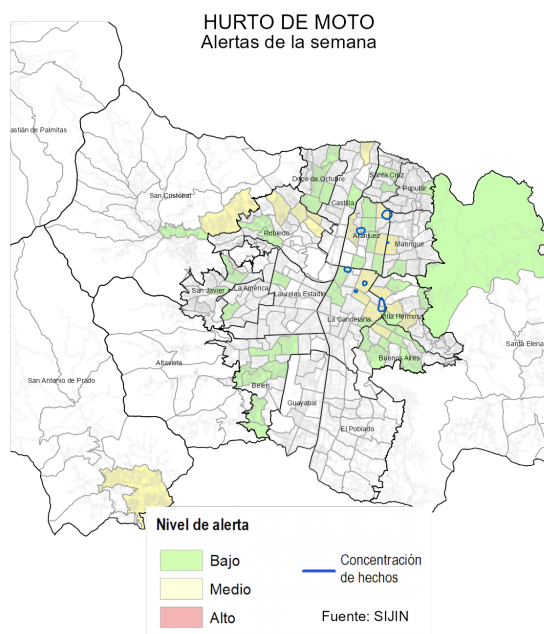 HURTO DE MOTO
Alertas de la semana
astián de Palmitas
San Cristóbal
Doce de Octubre
Santa Cruz
Popular
Castilla
Robledo
Aranjuez
Manrique
San Javier
La América
Laureles Estadio
La Candelaria
Villa Hermosa
Santa Elena
Buenos Aires
Altavista
San Antonio de Prado
Belén
Guayabal
El Poblado
Nivel de alerta
Bajo
Medio
Alto
Concentración
de hechos
Fuente: SIJIN